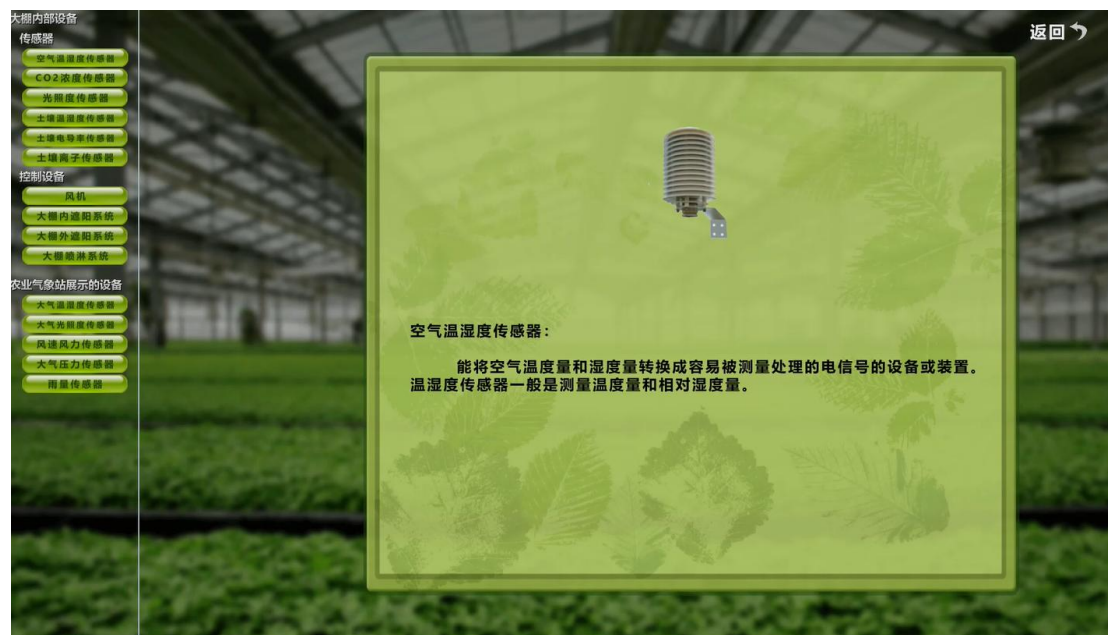 大棚内部设备
传感器
空气温湿度传感器
CO2浓度传感器
光照度传感器
土壤温湿度传感器
土壤电导率传感器
土壤离子传感器
控制设备
风机
大棚内遮阳系统
大棚外遮阳系统
大棚喷淋系统
农业气象站展示的设备
大气温湿度传感器
大气光照度传感器
风速风力传感器
大气压力传感器
雨量传感器
返回
空气温湿度传感器：
能将空气温度量和湿度量转换成容易被测量处理的电信号的设备或装置。
温湿度传感器一般是测量温度量和相对湿度量。